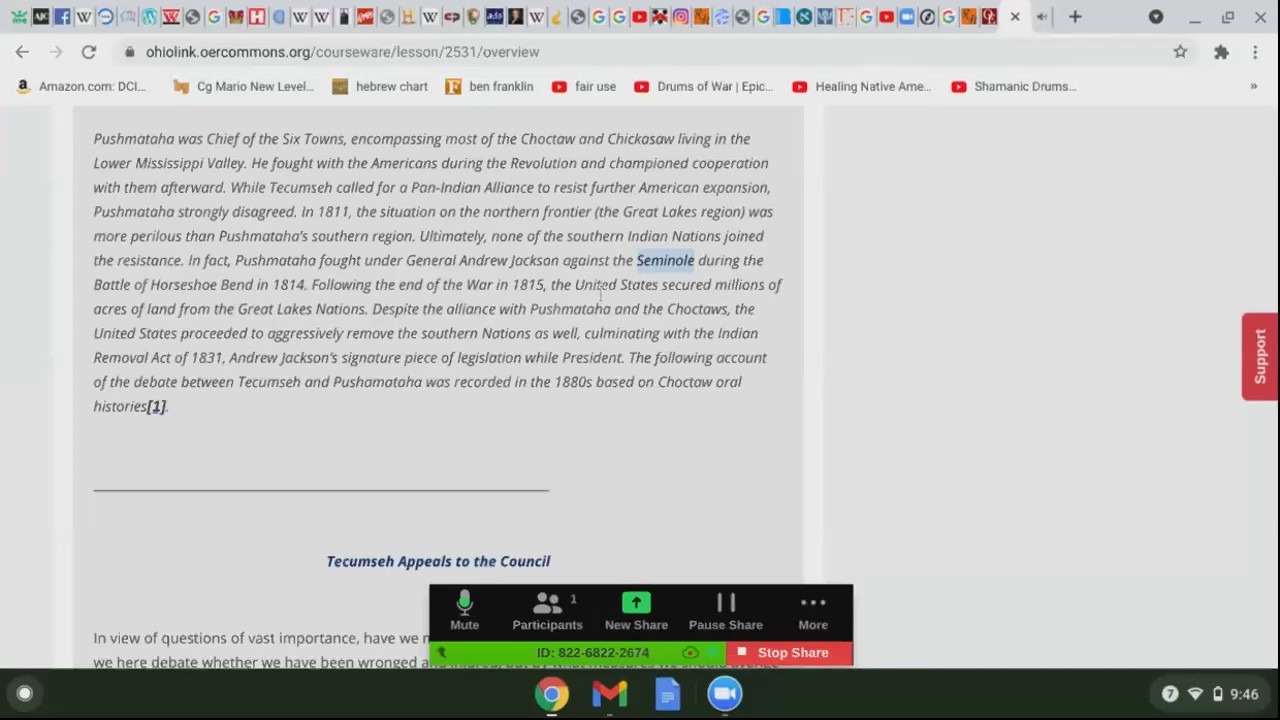 ohiolink.oercommons.org/courseware/lesson/2531/overview
Amazon.com: DCI...
Cg Mario New Level...
hebrew chart
ben franklin
fair use
Drums of War | Epic...
Healing Native Ame...
Shamanic Drums...
»
Pushmataha was Chief of the Six Towns, encompassing most of the Choctaw and Chickasaw living in the
Lower Mississippi Valley. He fought with the Americans during the Revolution and championed cooperation
with them afterward. While Tecumseh called for a Pan-Indian Alliance to resist further American expansion,
Pushmataha strongly disagreed. In 1811, the situation on the northern frontier (the Great Lakes region) was
more perilous than Pushmataha's southern region. Ultimately, none of the southern Indian Nations joined
the resistance. In fact, Pushmataha fought under General Andrew Jackson against the Seminole during the
Battle of Horseshoe Bend in 1814. Following the end of the War in 1815, the United States secured millions of
acres of land from the Great Lakes Nations. Despite the alliance with Pushmataha and the Choctaws, the
United States proceeded to aggressively remove the southern Nations as well, culminating with the Indian
Removal Act of 1831, Andrew Jackson's signature piece of legislation while President. The following account
of the debate between Tecumseh and Pushamataha was recorded in the 1880s based on Choctaw oral
histories[1].
Support
Tecumseh Appeals to the Council
In view of questions of vast importance, have we
we here debate whether we have been wronged
Mute
Participants
1
New Share
Pause Share
More
ID: 822-6822-2674
Stop Share
7
9:46